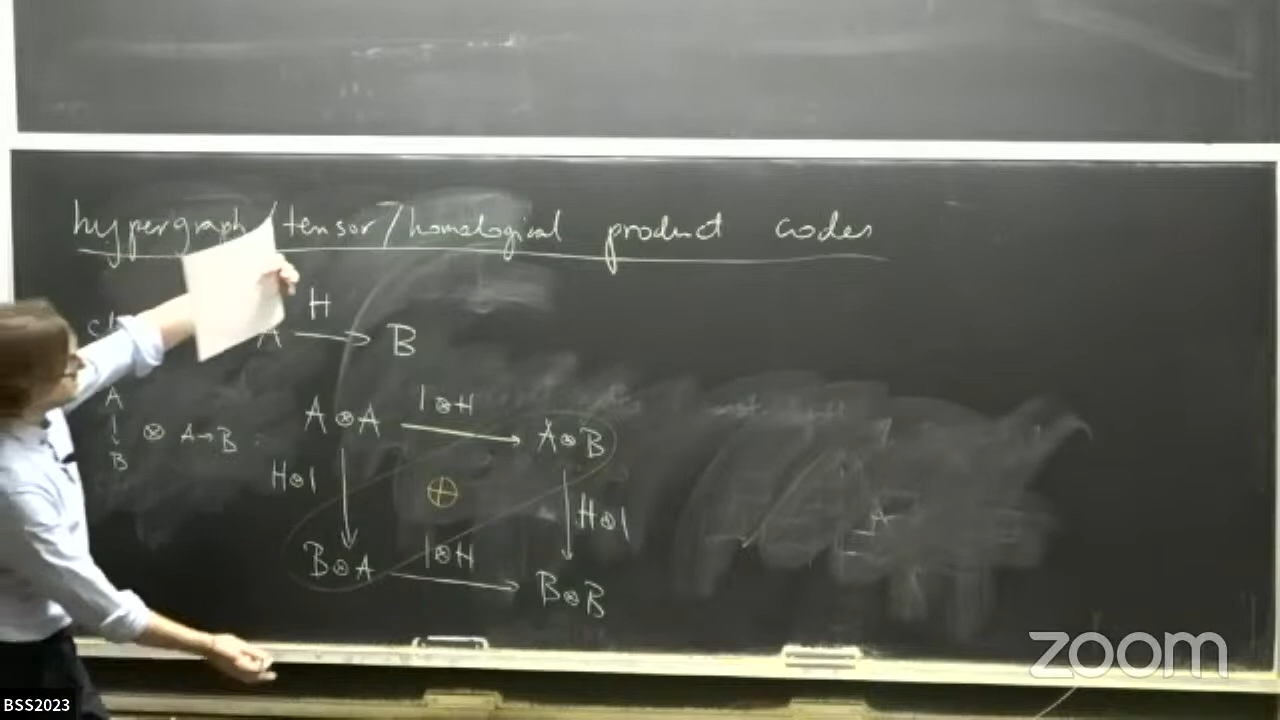 hypergraph/tensor/homological product codes
H
A → B
A
↓
B
⊗ A→B
A⊗A
1⊗H
A⊗B
H⊗1
⊕
H⊗1
B⊗A
1⊗H
B⊗B
zoom
BSS2023